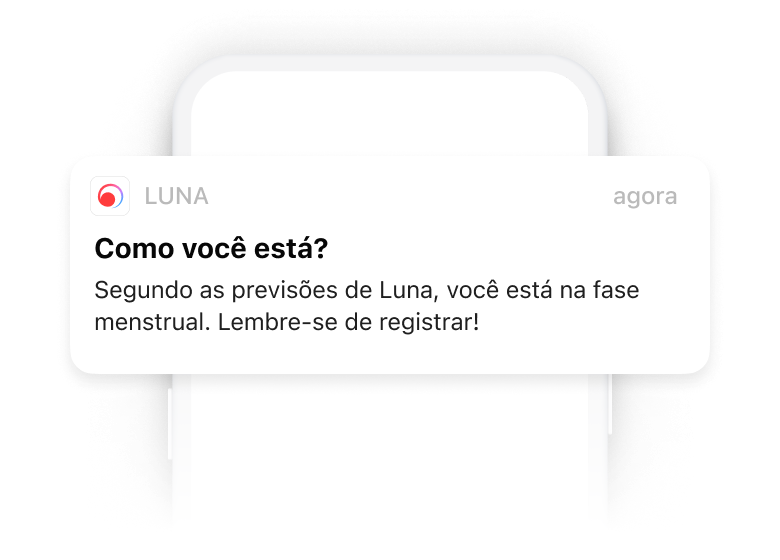 LUNA
agora
Como você está?
Segundo as previsões de Luna, você está na fase
menstrual. Lembre-se de registrar!